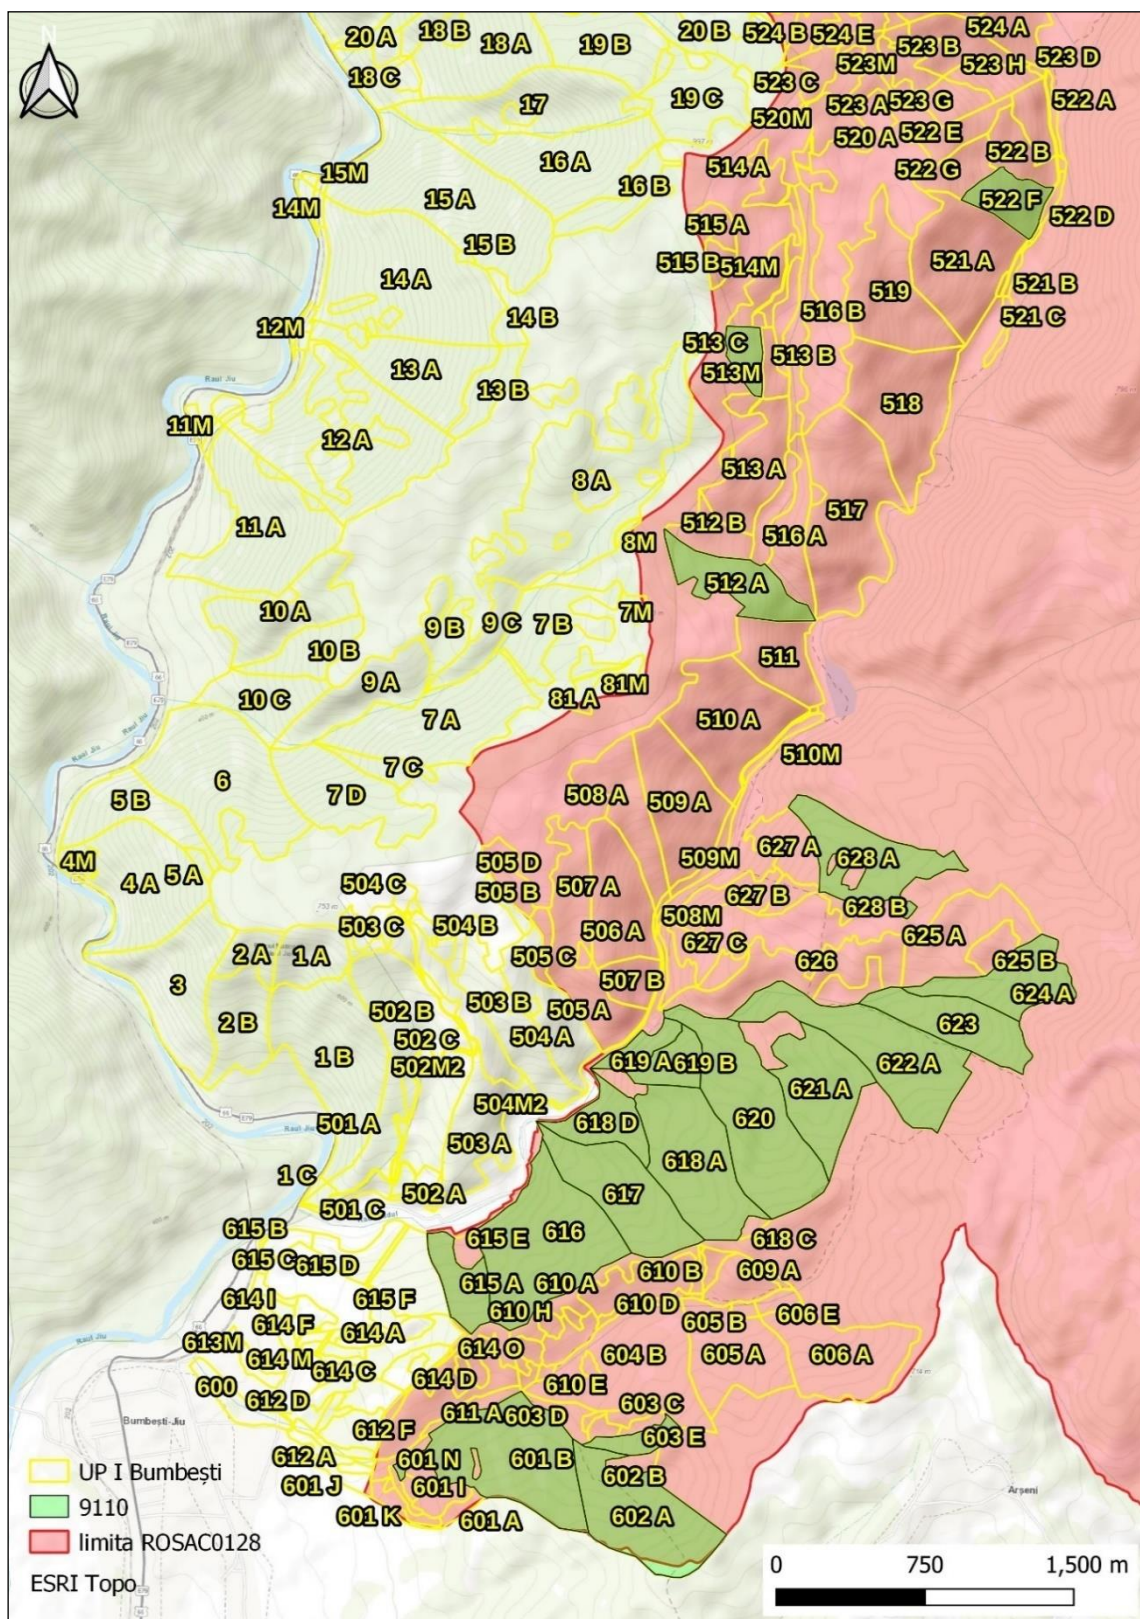 N
20 A 18 B 18 A 19 B 20 B 524 B 524 E 524 A
523 B
18 C 523M 523 H 523 D
523 C
17 19 C 523 A 523 G 522 A
520M
520 A 522 E
15M 16 A 514 A 522 G 522 B
16 B
14M 15 A 522 F
515 A 522 D
15 B 515 B 514M 521 A
14 A 519 521 B
12M 14 B 516 B 521 C
513 C 513 B
13 A 513M
Raul Jiu
13 B 518
11M 12 A
8 A 513 A
11 A 512 B 517
8M 516 A
512 A
10 A 9 B 9 C 7 B 7M
Raul Jiu
10 B 511
9 A 81M
10 C 81 A
7 A 510 A
Raul Jiu
510M
7 C
6 7 D 508 A 509 A
5 B
4M 509M 627 A 628 A
505 D
4 A 5 A 504 C 505 B 507 A
627 B 628 B
503 C 504 B 508M
506 A 625 A
627 C
2 A 1 A 505 C 626 625 B
3 507 B
502 B 503 B 505 A 624 A
2 B 623
502 C 504 A
1 B 502M2 619 A 619 B 622 A
621 A
504M2
501 A 618 D 620
Raul Jiu
503 A
618 A
1 C 502 A
617
501 C
615 B 616
615 E 618 C
615 C 615 D
610 B 609 A
615 A 610 A
614 I 615 F 610 H 610 D 606 E
614 F 605 B
613M 614 A
614 O 604 B 605 A 606 A
614 M
600 614 C 614 D 610 E
612 D 603 C
611 A 603 D
Bumbești-Jiu
612 F 603 E
612 A 601 N 601 B
602 B
601 J 601 I
Arșeni
601 K 601 A 602 A
UP I Bumbești
9110
limita ROSAC0128
ESRI Topo
0 750 1,500 m